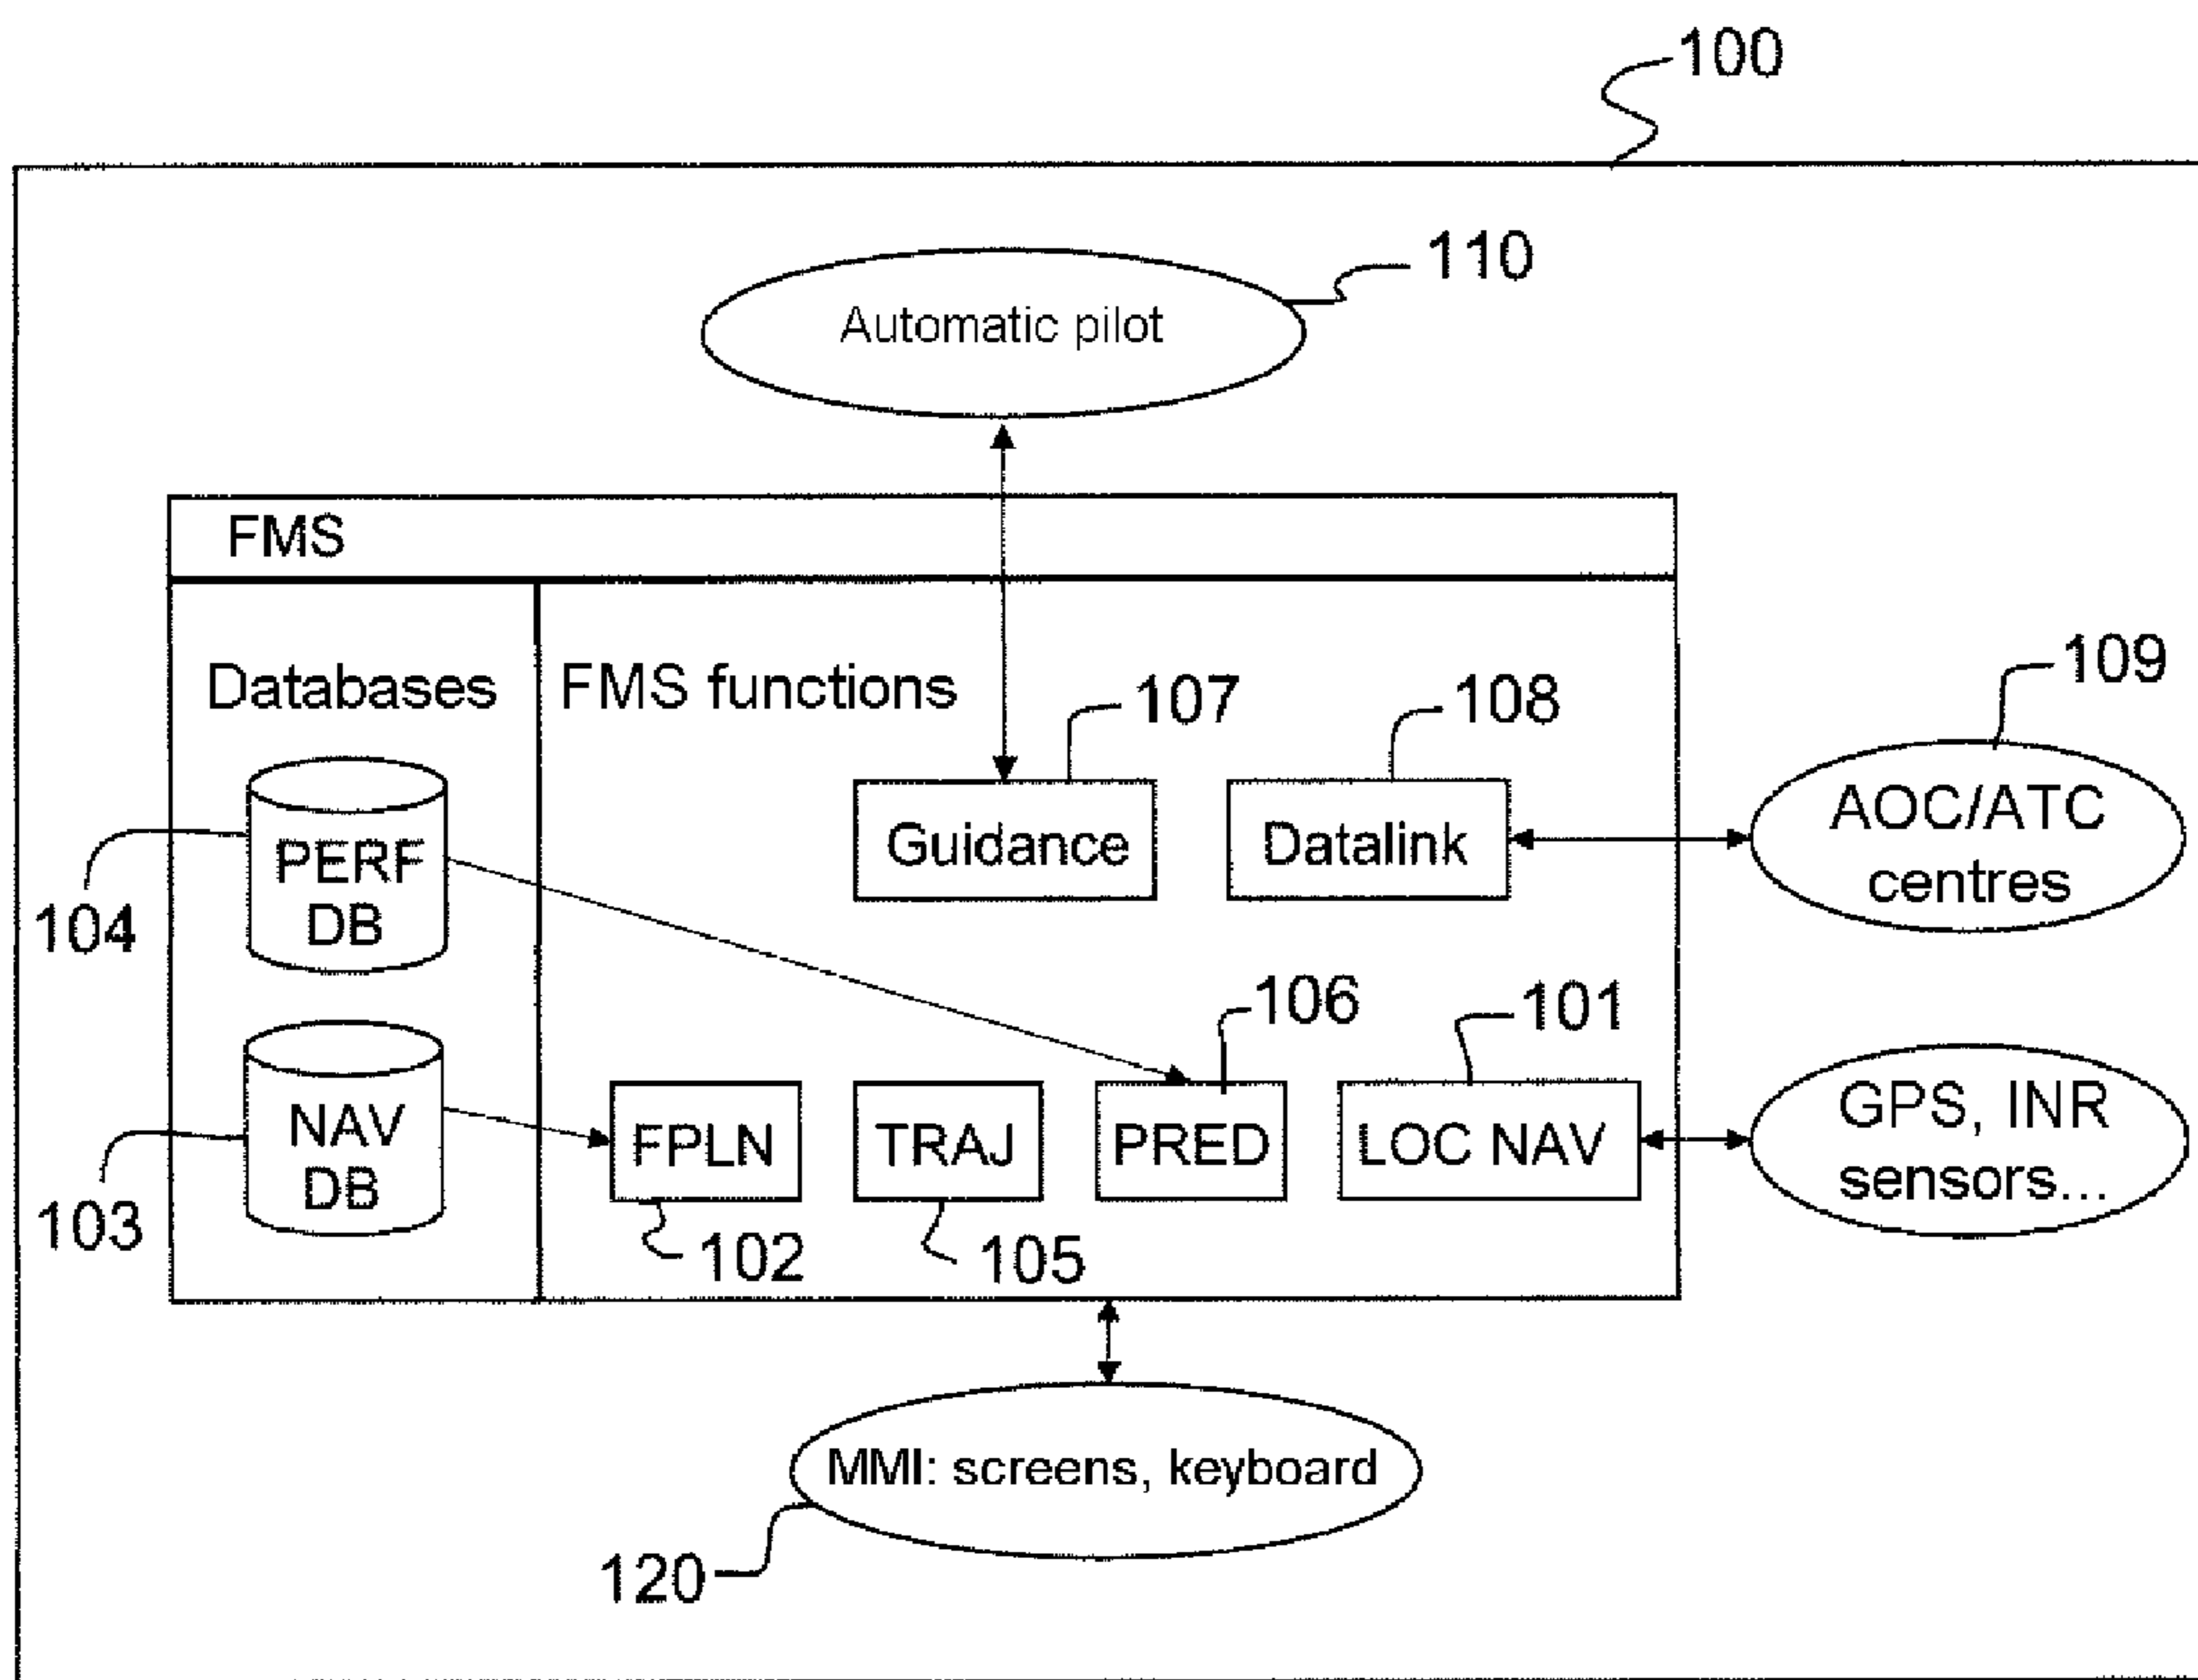 100
110
Automatic pilot
FMS
Databases
FMS functions
107
108
109
AOC/ATC
centres
Guidance
Datalink
PERF
DB
104
106
101
GPS, INR
sensors...
NAV
DB
FPLN
TRAJ
PRED
LOC NAV
103
102
105
MMI: screens, keyboard
120